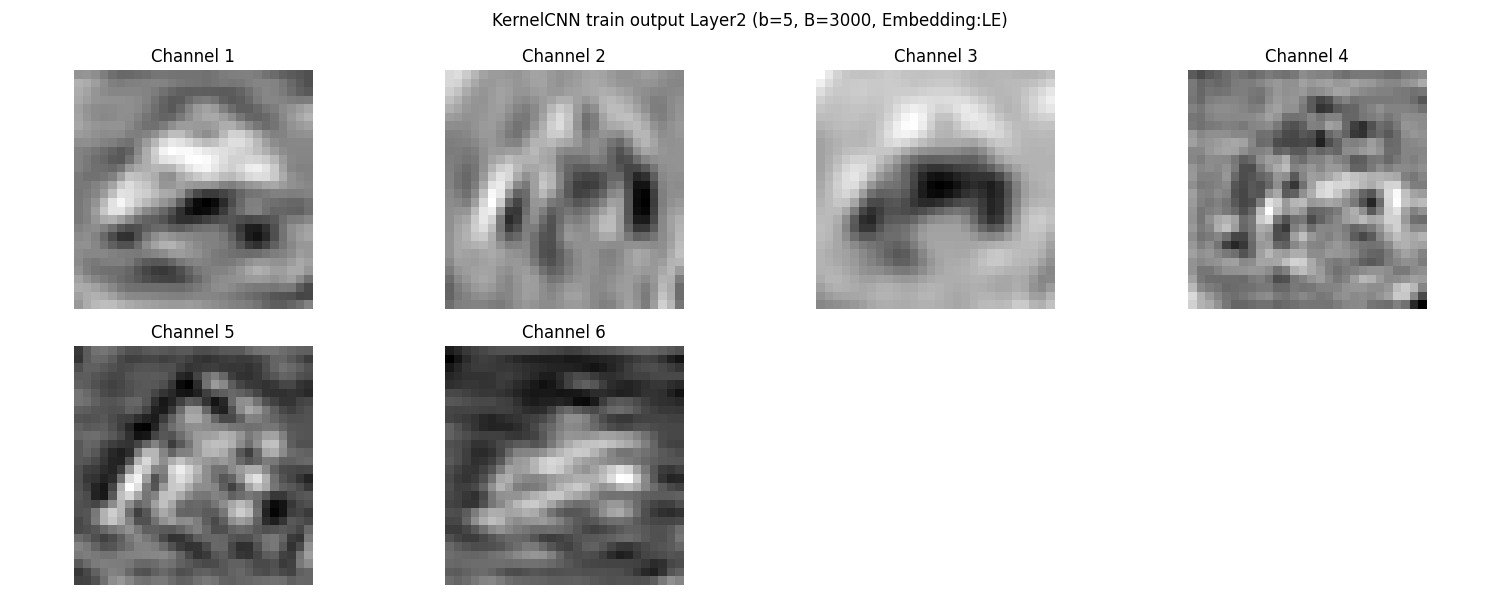 KernelCNN train output Layer2 (b=5, B=3000, Embedding:LE)
Channel 1
Channel 2
Channel 3
Channel 4
Channel 5
Channel 6